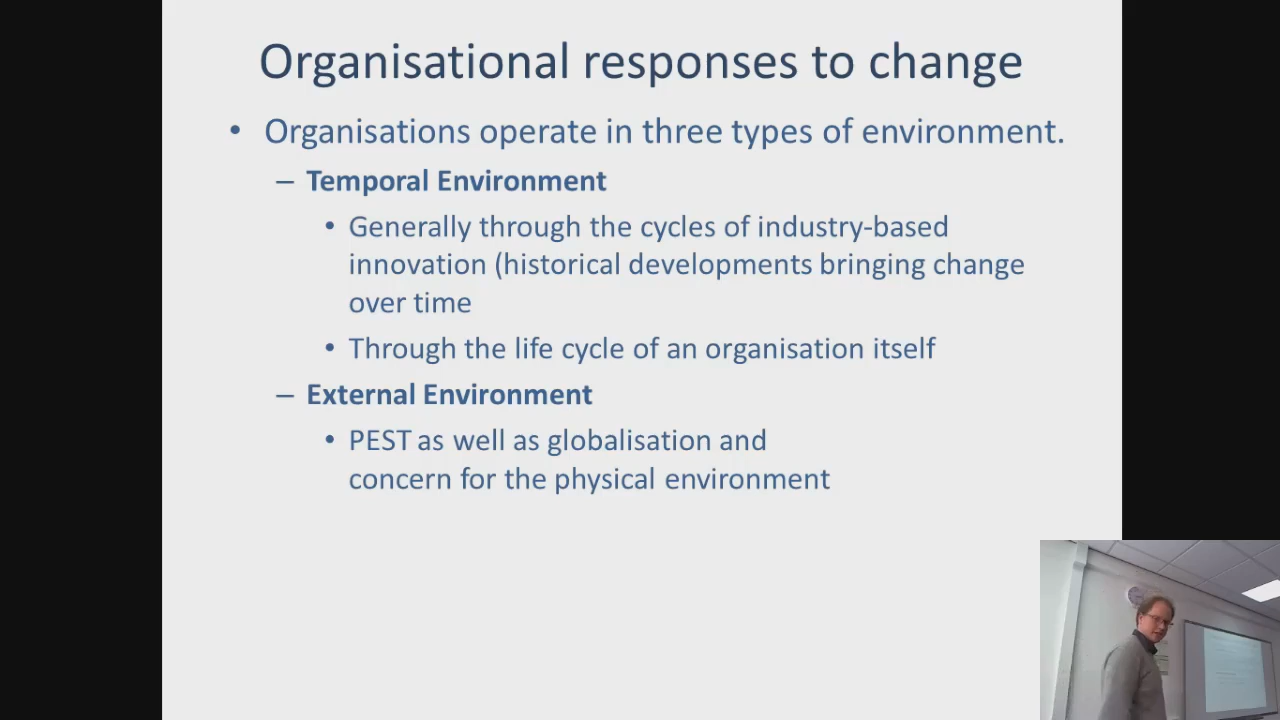 Organisational responses to change
• Organisations operate in three types of environment.
– Temporal Environment
• Generally through the cycles of industry-based
innovation (historical developments bringing change
over time
• Through the life cycle of an organisation itself
– External Environment
• PEST as well as globalisation and
concern for the physical environment